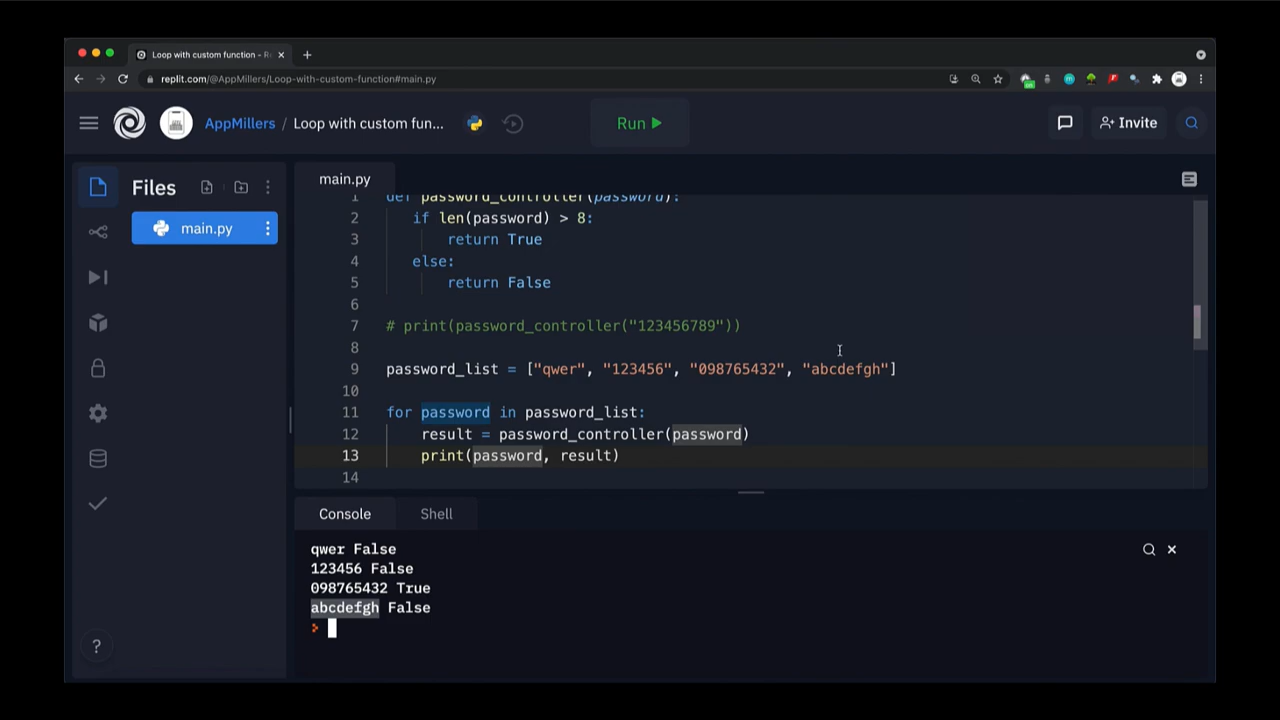 Loop with custom function - Re
replit.com/@AppMillers/Loop-with-custom-function#main.py
AppMillers / Loop with custom fun...
Run
Invite
Files
main.py
main.py
1 def password_controller(password):
2 if len(password) > 8:
3 return True
4 else:
5 return False
6
7 # print(password_controller("123456789"))
8
9 password_list = ["qwer", "123456", "098765432", "abcdefgh"]
10
11 for password in password_list:
12 result = password_controller(password)
13 print(password, result)
14
Console Shell
qwer False
123456 False
098765432 True
abcdefgh False
>
?